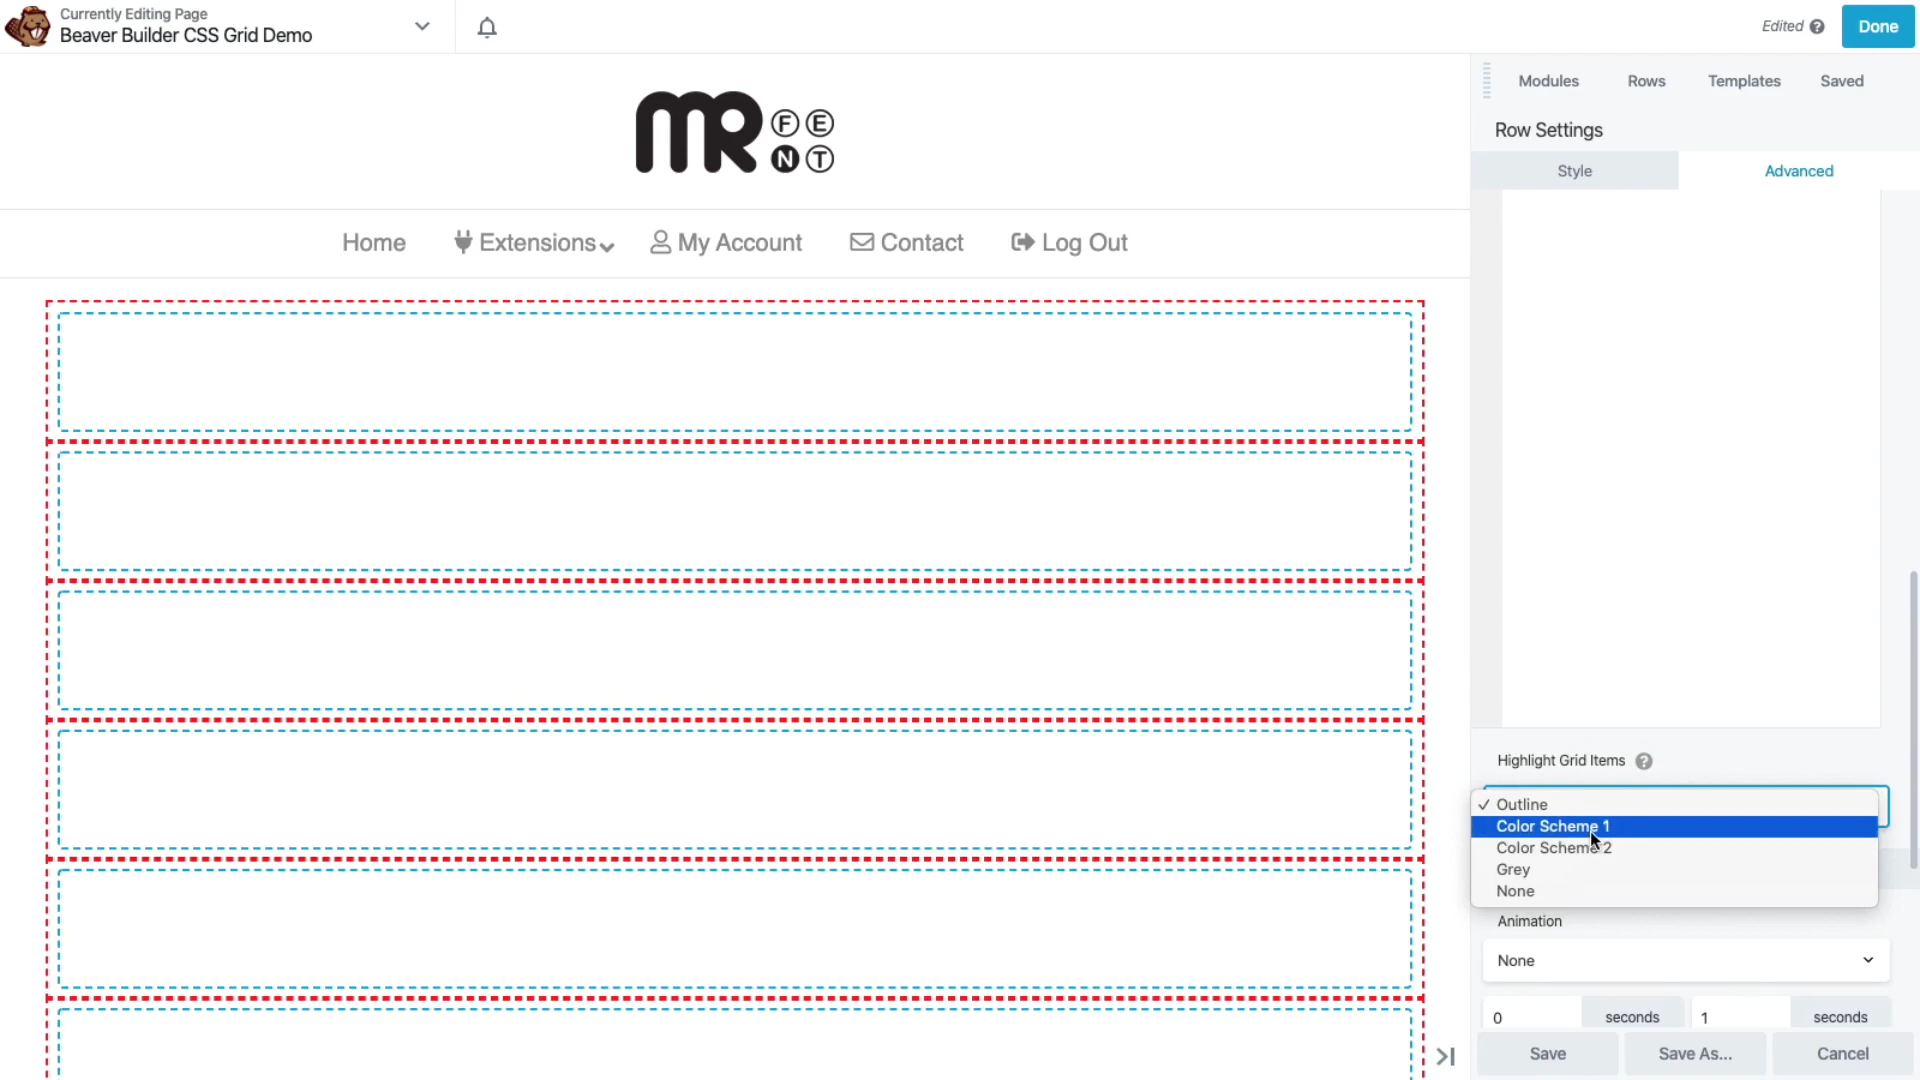 Currently Editing Page
Beaver Builder CSS Grid Demo
Edited ?
Done
MR F E N T
Home
Extensions
My Account
Contact
Log Out
Modules
Rows
Templates
Saved
Row Settings
Style
Advanced
Highlight Grid Items ?
✓ Outline
Color Scheme 1
Color Scheme 2
Grey
None
Animation
None
0 seconds
1 seconds
Save
Save As...
Cancel